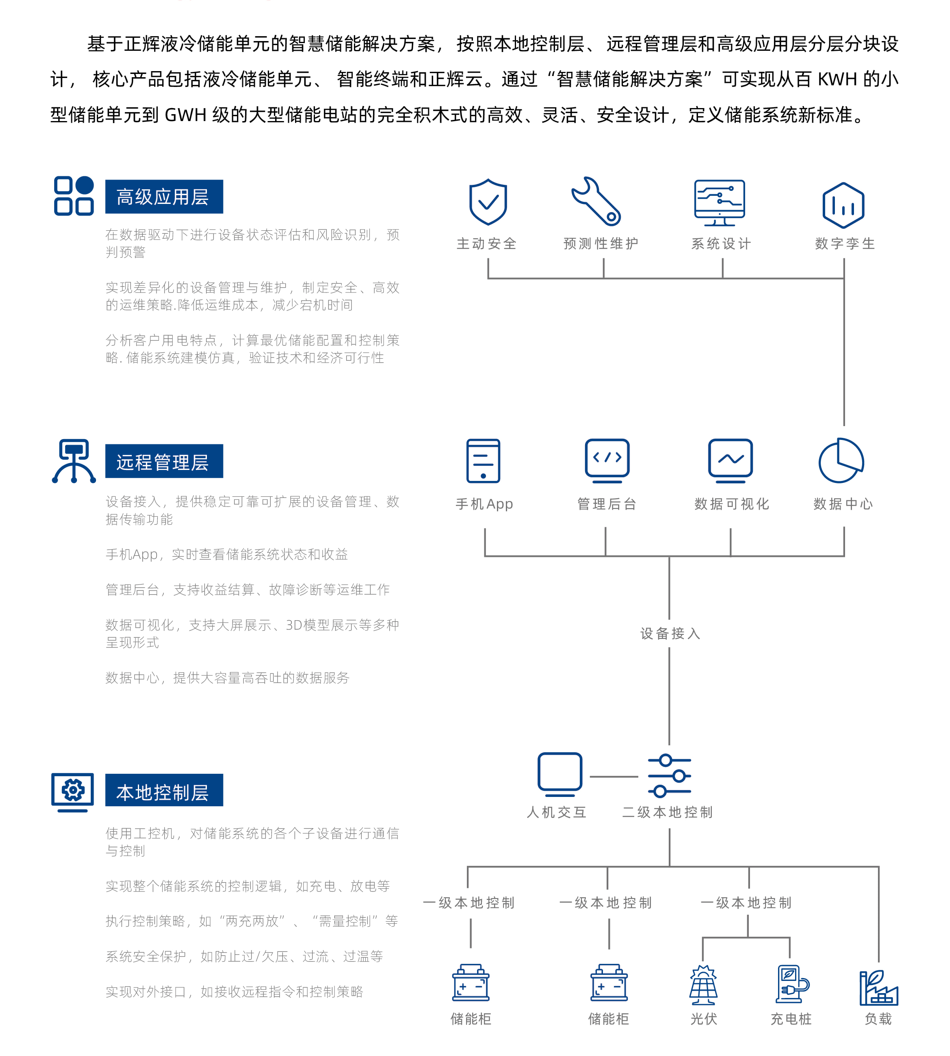 基于正辉液冷储能单元的智慧储能解决方案，按照本地控制层、远程管理层和高级应用层分层分块设
计， 核心产品包括液冷储能单元、 智能终端和正辉云。通过“智慧储能解决方案”可实现从百 KWH 的小
型储能单元到 GWH 级的大型储能电站的完全积木式的高效、灵活、安全设计，定义储能系统新标准。
高级应用层
在数据驱动下进行设备状态评估和风险识别，预
判预警
实现差异化的设备管理与维护，制定安全、高效
的运维策略.降低运维成本，减少宕机时间
分析客户用电特点，计算最优储能配置和控制策
略. 储能系统建模仿真，验证技术和经济可行性
主动安全
预测性维护
系统设计
数字孪生
远程管理层
设备接入，提供稳定可靠可扩展的设备管理、数
据传输功能
手机App，实时查看储能系统状态和收益
管理后台，支持收益结算、故障诊断等运维工作
数据可视化，支持大屏展示、3D模型展示等多种
呈现形式
数据中心，提供大容量高吞吐的数据服务
手机App
管理后台
数据可视化
数据中心
设备接入
本地控制层
使用工控机，对储能系统的各个子设备进行通信
与控制
实现整个储能系统的控制逻辑，如充电、放电等
执行控制策略，如“两充两放”、“需量控制”等
系统安全保护，如防止过/欠压、过流、过温等
实现对外接口，如接收远程指令和控制策略
人机交互
二级本地控制
一级本地控制
一级本地控制
一级本地控制
储能柜
储能柜
光伏
充电桩
负载